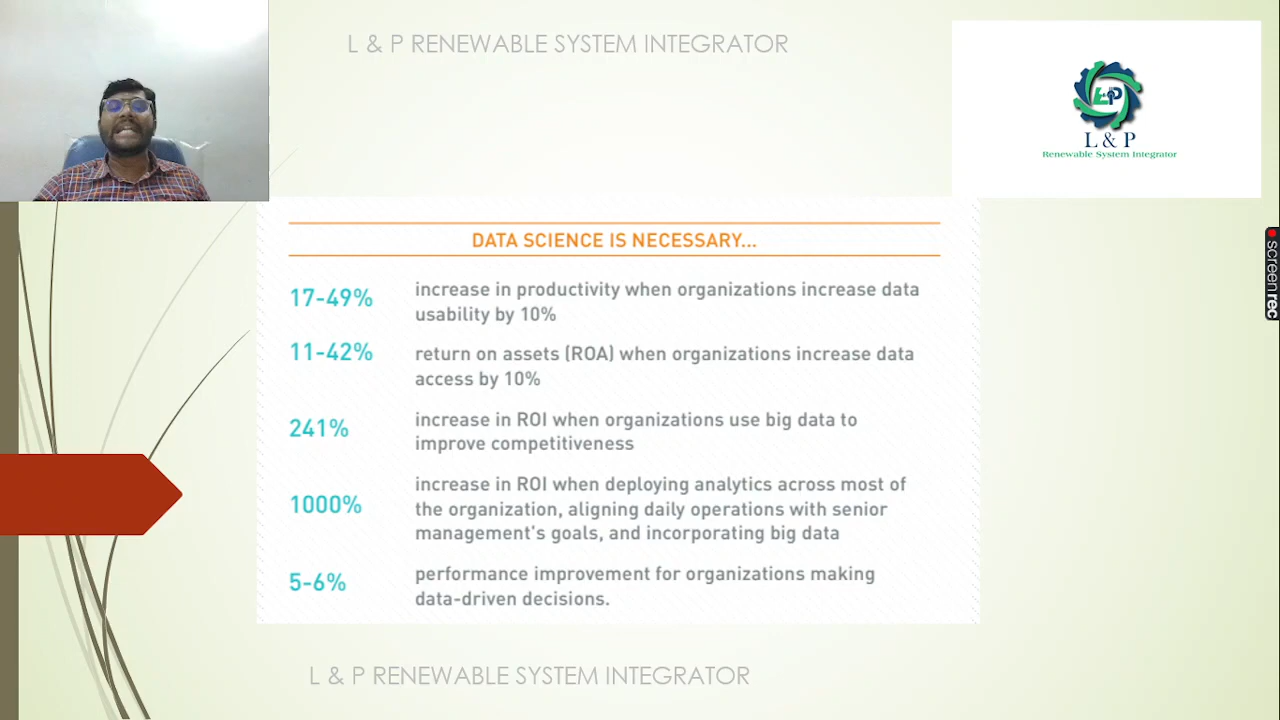 L & P RENEWABLE SYSTEM INTEGRATOR
L & P
Renewable System Integrator
DATA SCIENCE IS NECESSARY...
17-49%
increase in productivity when organizations increase data
usability by 10%
11-42%
return on assets (ROA) when organizations increase data
access by 10%
241%
increase in ROI when organizations use big data to
improve competitiveness
1000%
increase in ROI when deploying analytics across most of
the organization, aligning daily operations with senior
management's goals, and incorporating big data
5-6%
performance improvement for organizations making
data-driven decisions.
screenrec
L & P RENEWABLE SYSTEM INTEGRATOR